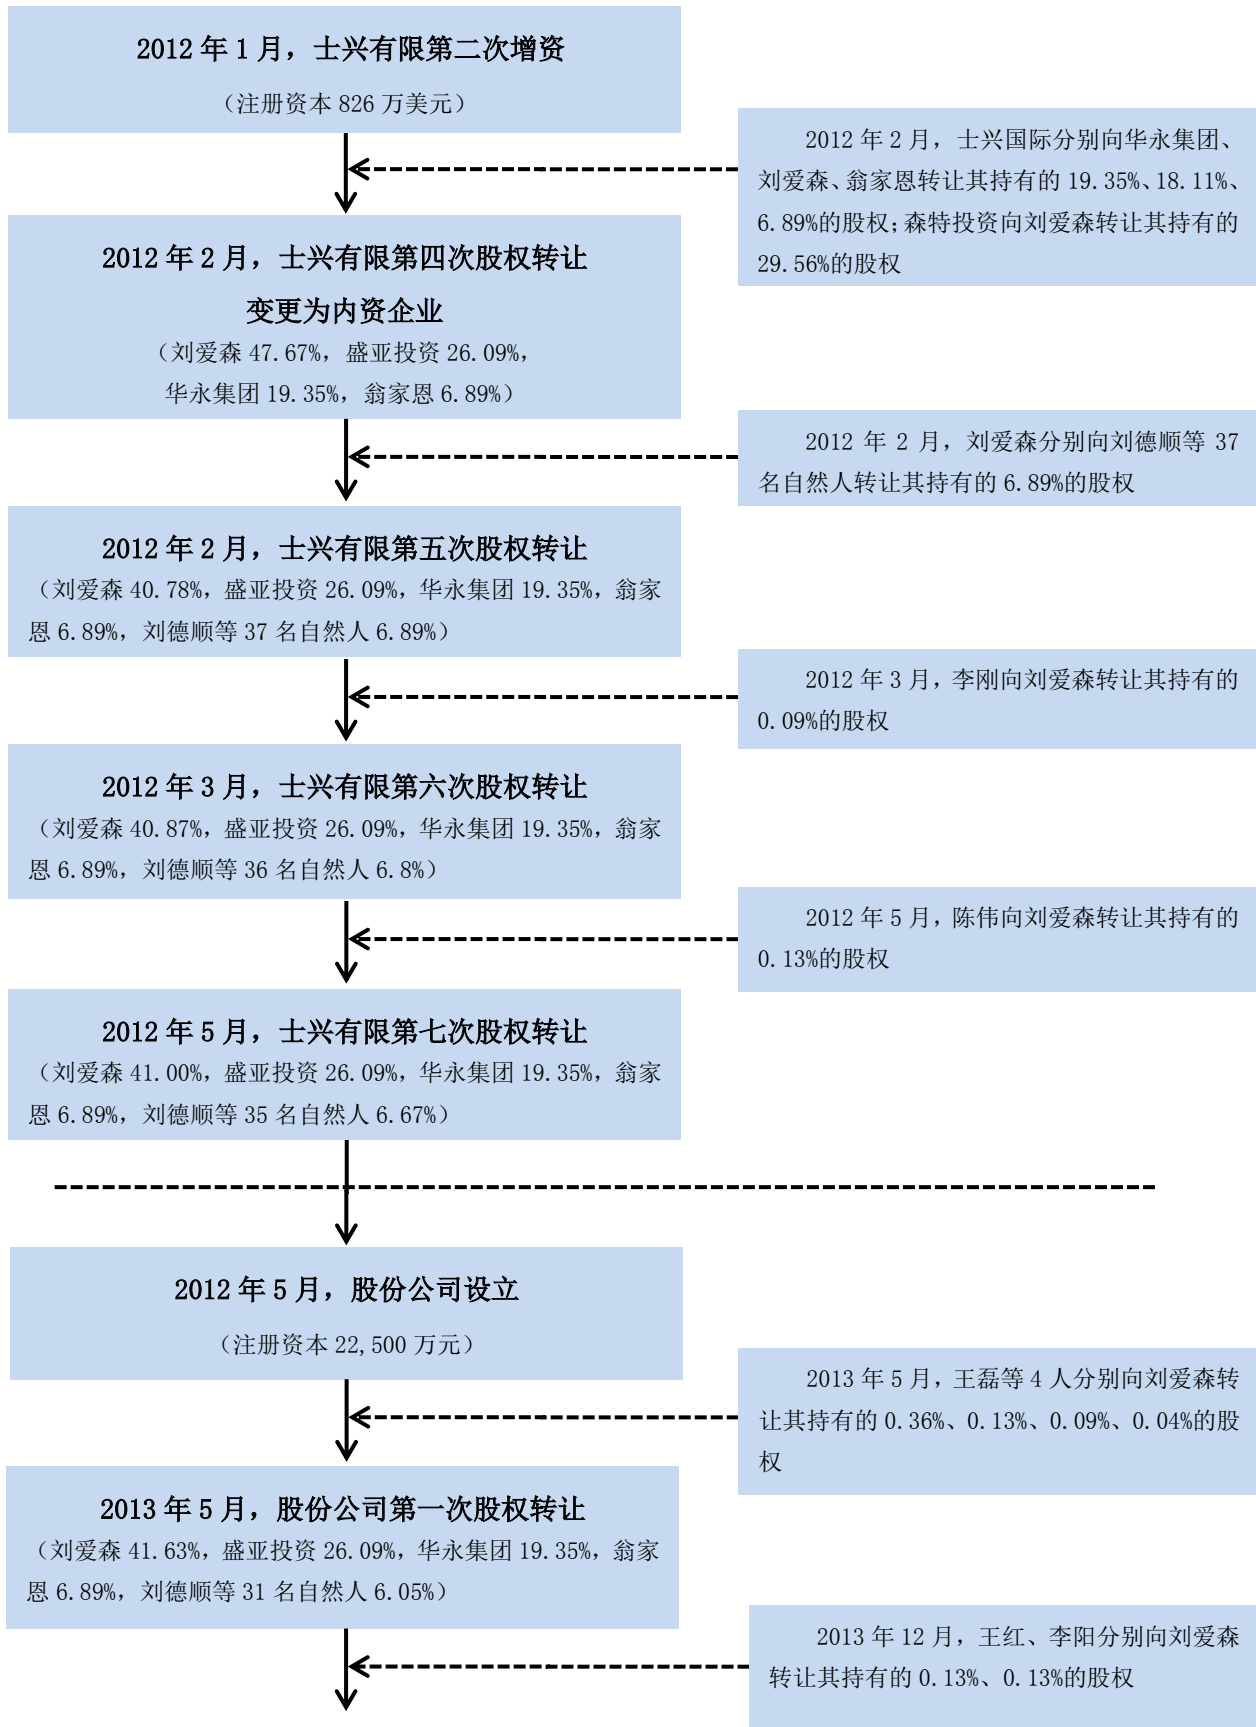 2012 年 1 月，士兴有限第二次增资
（注册资本 826 万美元）
2012 年 2 月，士兴国际分别向华永集团、
刘爱森、翁家恩转让其持有的 19.35%、18.11%、
6.89%的股权；森特投资向刘爱森转让其持有的
29.56%的股权
2012 年 2 月，士兴有限第四次股权转让
变更为内资企业
（刘爱森 47.67%，盛亚投资 26.09%，
华永集团 19.35%，翁家恩 6.89%）
2012 年 2 月，刘爱森分别向刘德顺等 37
名自然人转让其持有的 6.89%的股权
2012 年 2 月，士兴有限第五次股权转让
（刘爱森 40.78%，盛亚投资 26.09%，华永集团 19.35%，翁家
恩 6.89%，刘德顺等 37 名自然人 6.89%）
2012 年 3 月，李刚向刘爱森转让其持有的
0.09%的股权
2012 年 3 月，士兴有限第六次股权转让
（刘爱森 40.87%，盛亚投资 26.09%，华永集团 19.35%，翁家
恩 6.89%，刘德顺等 36 名自然人 6.8%）
2012 年 5 月，陈伟向刘爱森转让其持有的
0.13%的股权
2012 年 5 月，士兴有限第七次股权转让
（刘爱森 41.00%，盛亚投资 26.09%，华永集团 19.35%，翁家
恩 6.89%，刘德顺等 35 名自然人 6.67%）
2012 年 5 月，股份公司设立
（注册资本 22,500 万元）
2013 年 5 月，王磊等 4 人分别向刘爱森转
让其持有的 0.36%、0.13%、0.09%、0.04%的股
权
2013 年 5 月，股份公司第一次股权转让
（刘爱森 41.63%，盛亚投资 26.09%，华永集团 19.35%，翁家
恩 6.89%，刘德顺等 31 名自然人 6.05%）
2013 年 12 月，王红、李阳分别向刘爱森
转让其持有的 0.13%、0.13%的股权